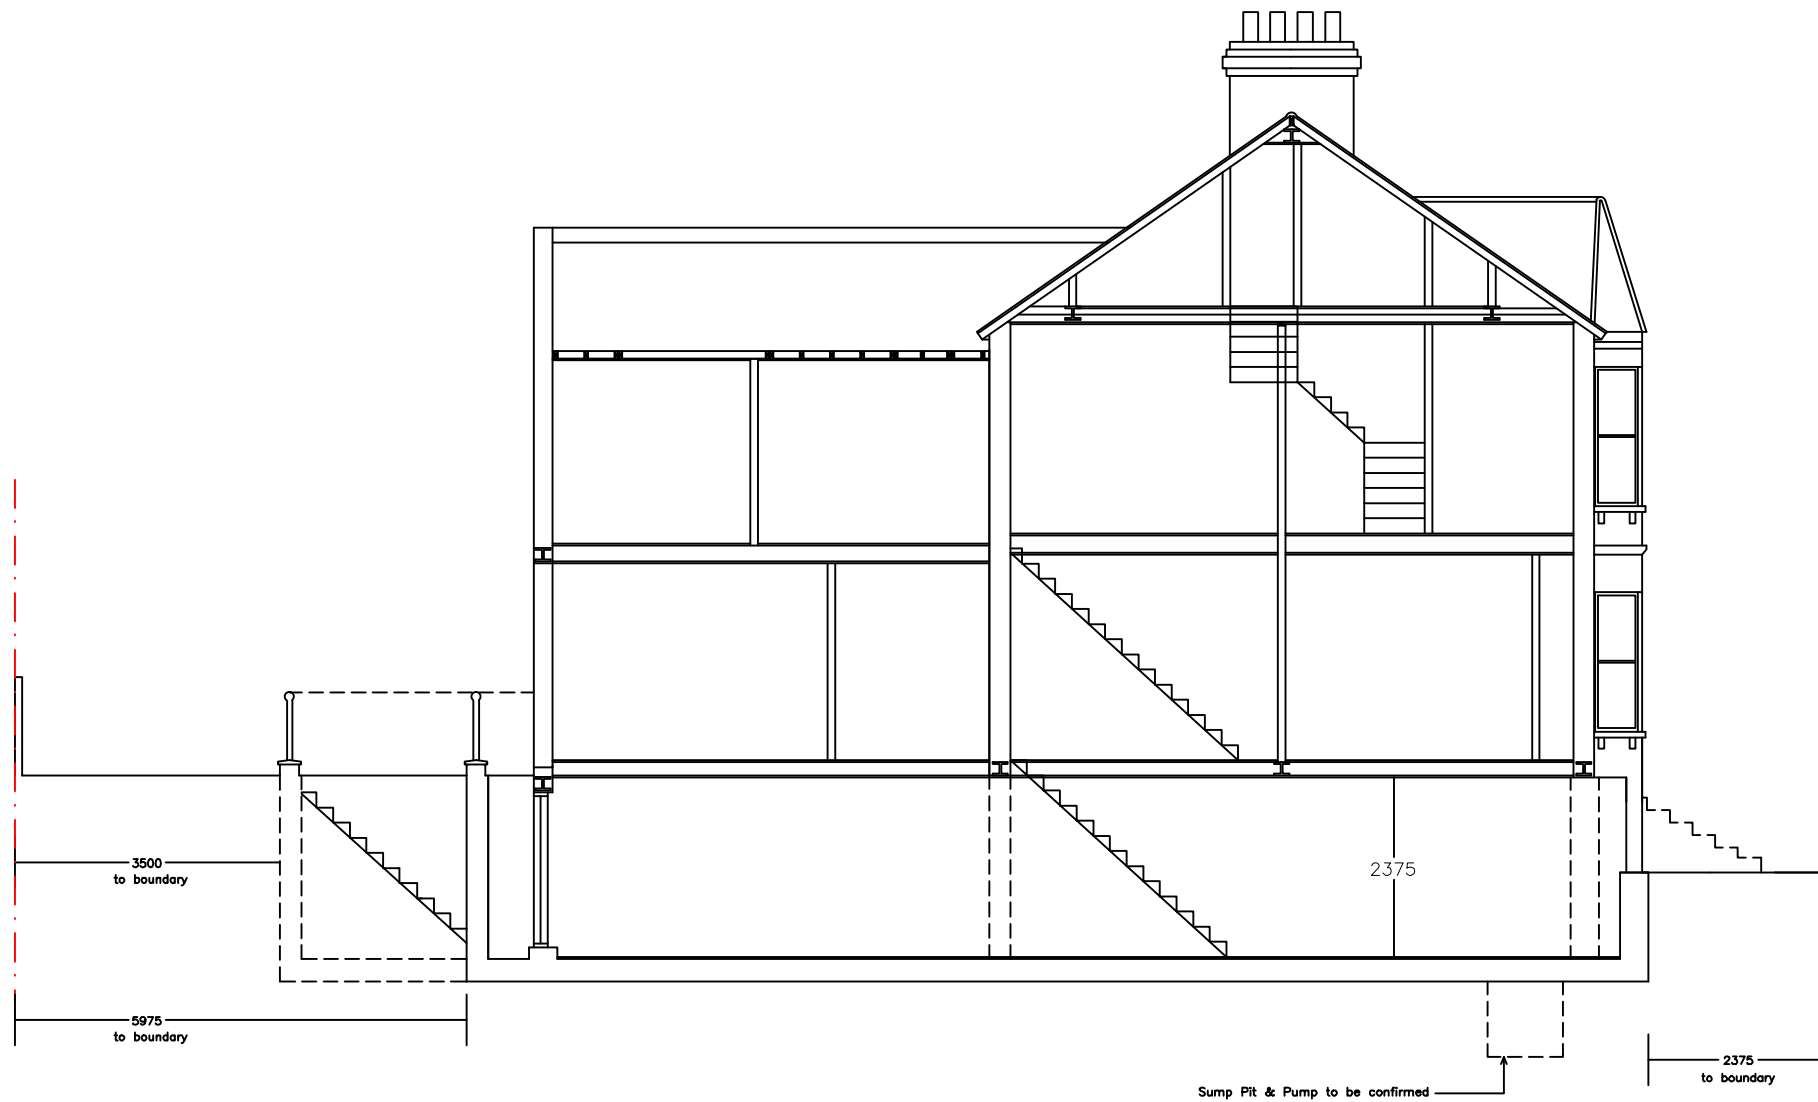 2375
3500
to boundary
5975
to boundary
2375
to boundary
Sump Pit & Pump to be confirmed